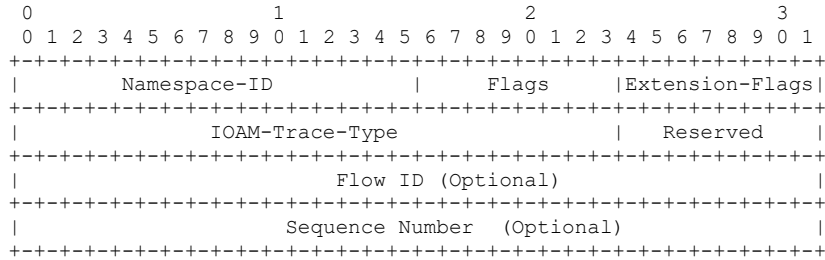 0                   1                   2                   3
 0 1 2 3 4 5 6 7 8 9 0 1 2 3 4 5 6 7 8 9 0 1 2 3 4 5 6 7 8 9 0 1
+-+-+-+-+-+-+-+-+-+-+-+-+-+-+-+-+-+-+-+-+-+-+-+-+-+-+-+-+-+-+-+-+
|        Namespace-ID           |     Flags     |Extension-Flags|
+-+-+-+-+-+-+-+-+-+-+-+-+-+-+-+-+-+-+-+-+-+-+-+-+-+-+-+-+-+-+-+-+
|               IOAM-Trace-Type                 |   Reserved    |
+-+-+-+-+-+-+-+-+-+-+-+-+-+-+-+-+-+-+-+-+-+-+-+-+-+-+-+-+-+-+-+-+
|                         Flow ID (Optional)                    |
+-+-+-+-+-+-+-+-+-+-+-+-+-+-+-+-+-+-+-+-+-+-+-+-+-+-+-+-+-+-+-+-+
|                     Sequence Number  (Optional)               |
+-+-+-+-+-+-+-+-+-+-+-+-+-+-+-+-+-+-+-+-+-+-+-+-+-+-+-+-+-+-+-+-+